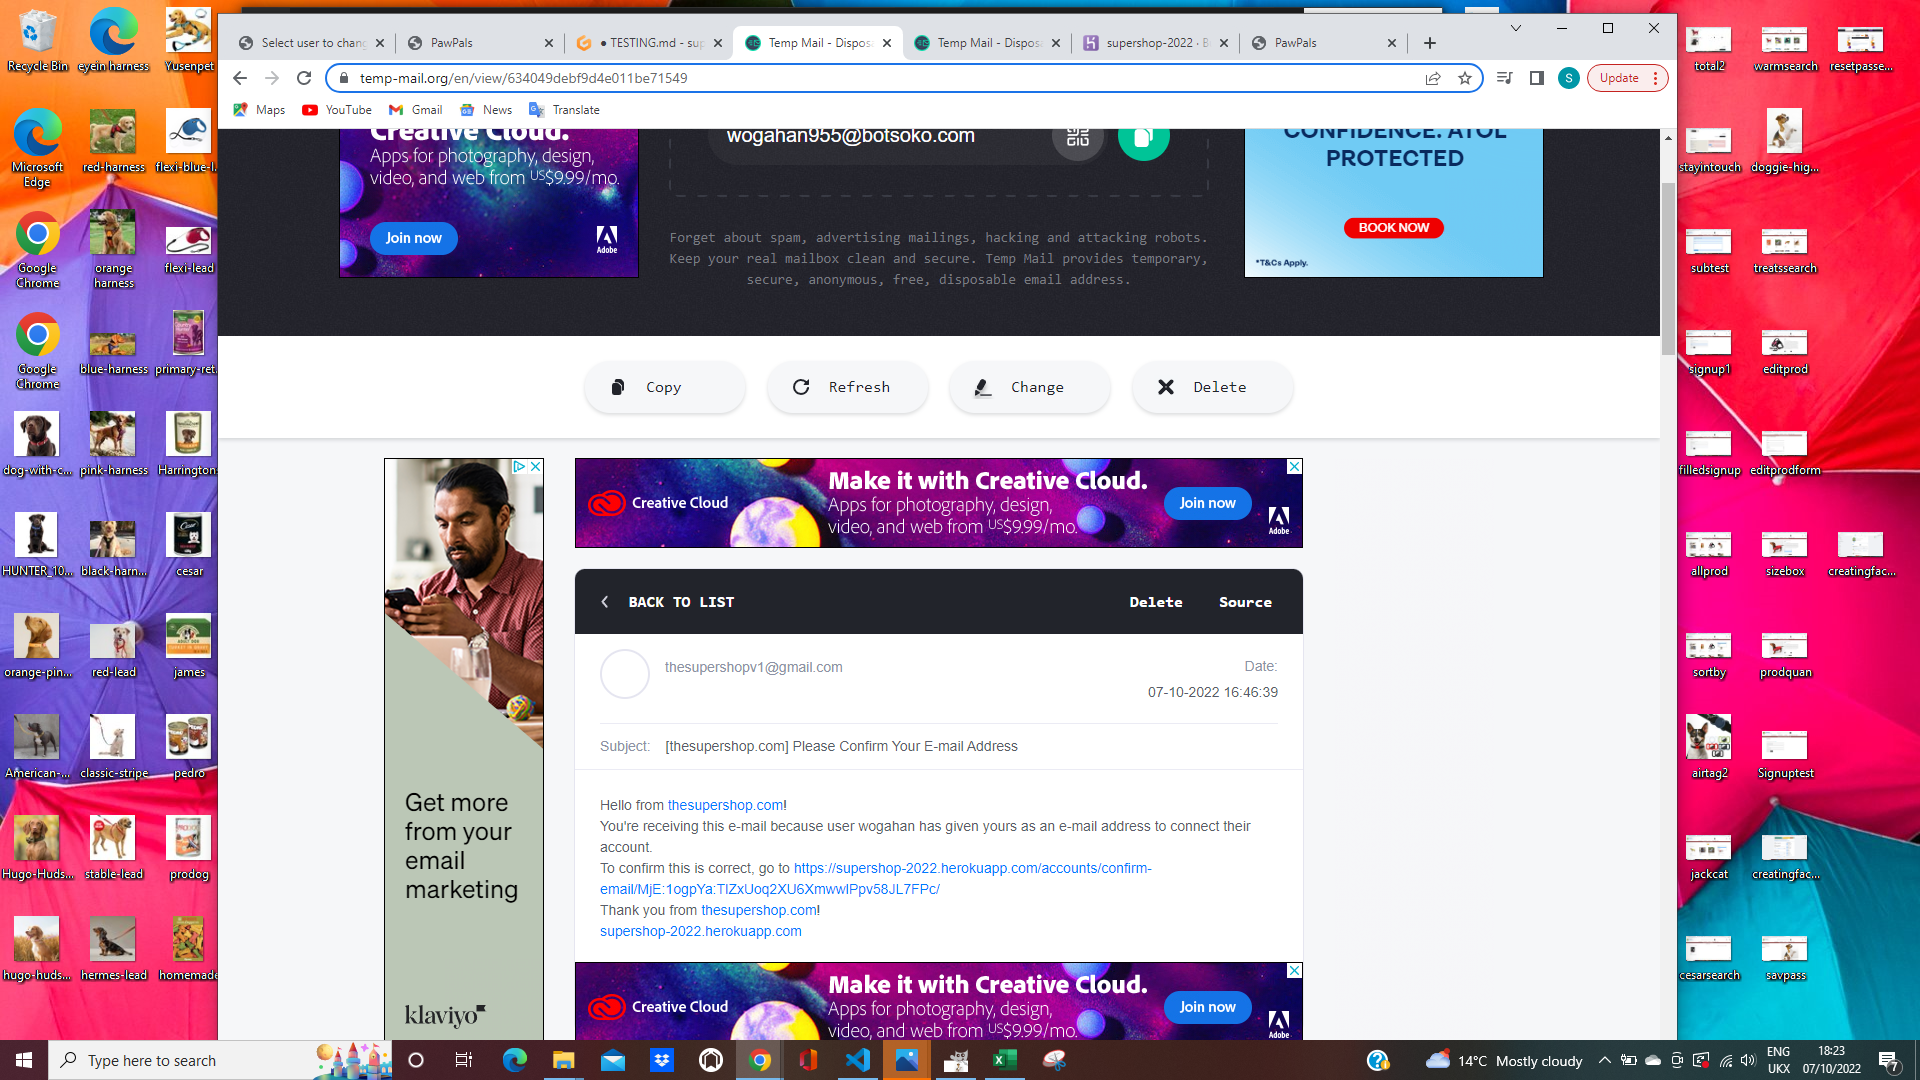 Select user to chang
PawPals
● TESTING.md - sup
Temp Mail - Dispos
Temp Mail - Disposa
supershop-2022 · B
PawPals
temp-mail.org/en/view/634049debf9d4e011be71549
S
Update
Maps
YouTube
Gmail
News
Translate
Creative Cloud.
Apps for photography, design,
video, and web from US$9.99/mo.
Join now
Adobe
wogahan955@botsoko.com
CONFIDENCE. ATOL
PROTECTED
BOOK NOW
*T&Cs Apply.
Forget about spam, advertising mailings, hacking and attacking robots.
Keep your real mailbox clean and secure. Temp Mail provides temporary,
secure, anonymous, free, disposable email address.
Copy
Refresh
Change
Delete
Creative Cloud
Make it with Creative Cloud.
Apps for photography, design,
video, and web from US$9.99/mo.
Join now
Adobe
BACK TO LIST
Delete
Source
thesupershopv1@gmail.com
Date:
07-10-2022 16:46:39
Subject: [thesupershop.com] Please Confirm Your E-mail Address
Hello from thesupershop.com!
You're receiving this e-mail because user wogahan has given yours as an e-mail address to connect their
account.
To confirm this is correct, go to https://supershop-2022.herokuapp.com/accounts/confirm-
email/MjE:1ogpYa:TIZxUoq2XU6XmwwIPpv58JL7FPc/
Thank you from thesupershop.com!
supershop-2022.herokuapp.com
Creative Cloud
Make it with Creative Cloud.
Apps for photography, design,
video, and web from US$9.99/mo.
Join now
Adobe
Get more
from your
email
marketing
klaviyo
Recycle Bin
eyein harness
Yusenpet
Microsoft
Edge
red-harness
flexi-blue-l...
Google
Chrome
orange
harness
flexi-lead
Google
Chrome
blue-harness
primary-ret.
dog-with-c...
pink-harness
Harrington
HUNTER_10...
black-harn...
cesar
orange-pin...
red-lead
james
American-...
classic-stripe
pedro
Hugo-Huds...
stable-lead
prodog
hugo-huds...
hermes-lead
homemade
total2
warmsearch
resetpasse...
stayintouch
doggie-hig...
subtest
treatssearch
signup1
editprod
filledsignup
editprodform
allprod
sizebox
creatingfac...
sortby
prodquan
airtag2
Signuptest
jackcat
creatingfac...
cesarsearch
savpass
Type here to search
14°C Mostly cloudy
ENG
UKX
18:23
07/10/2022
7